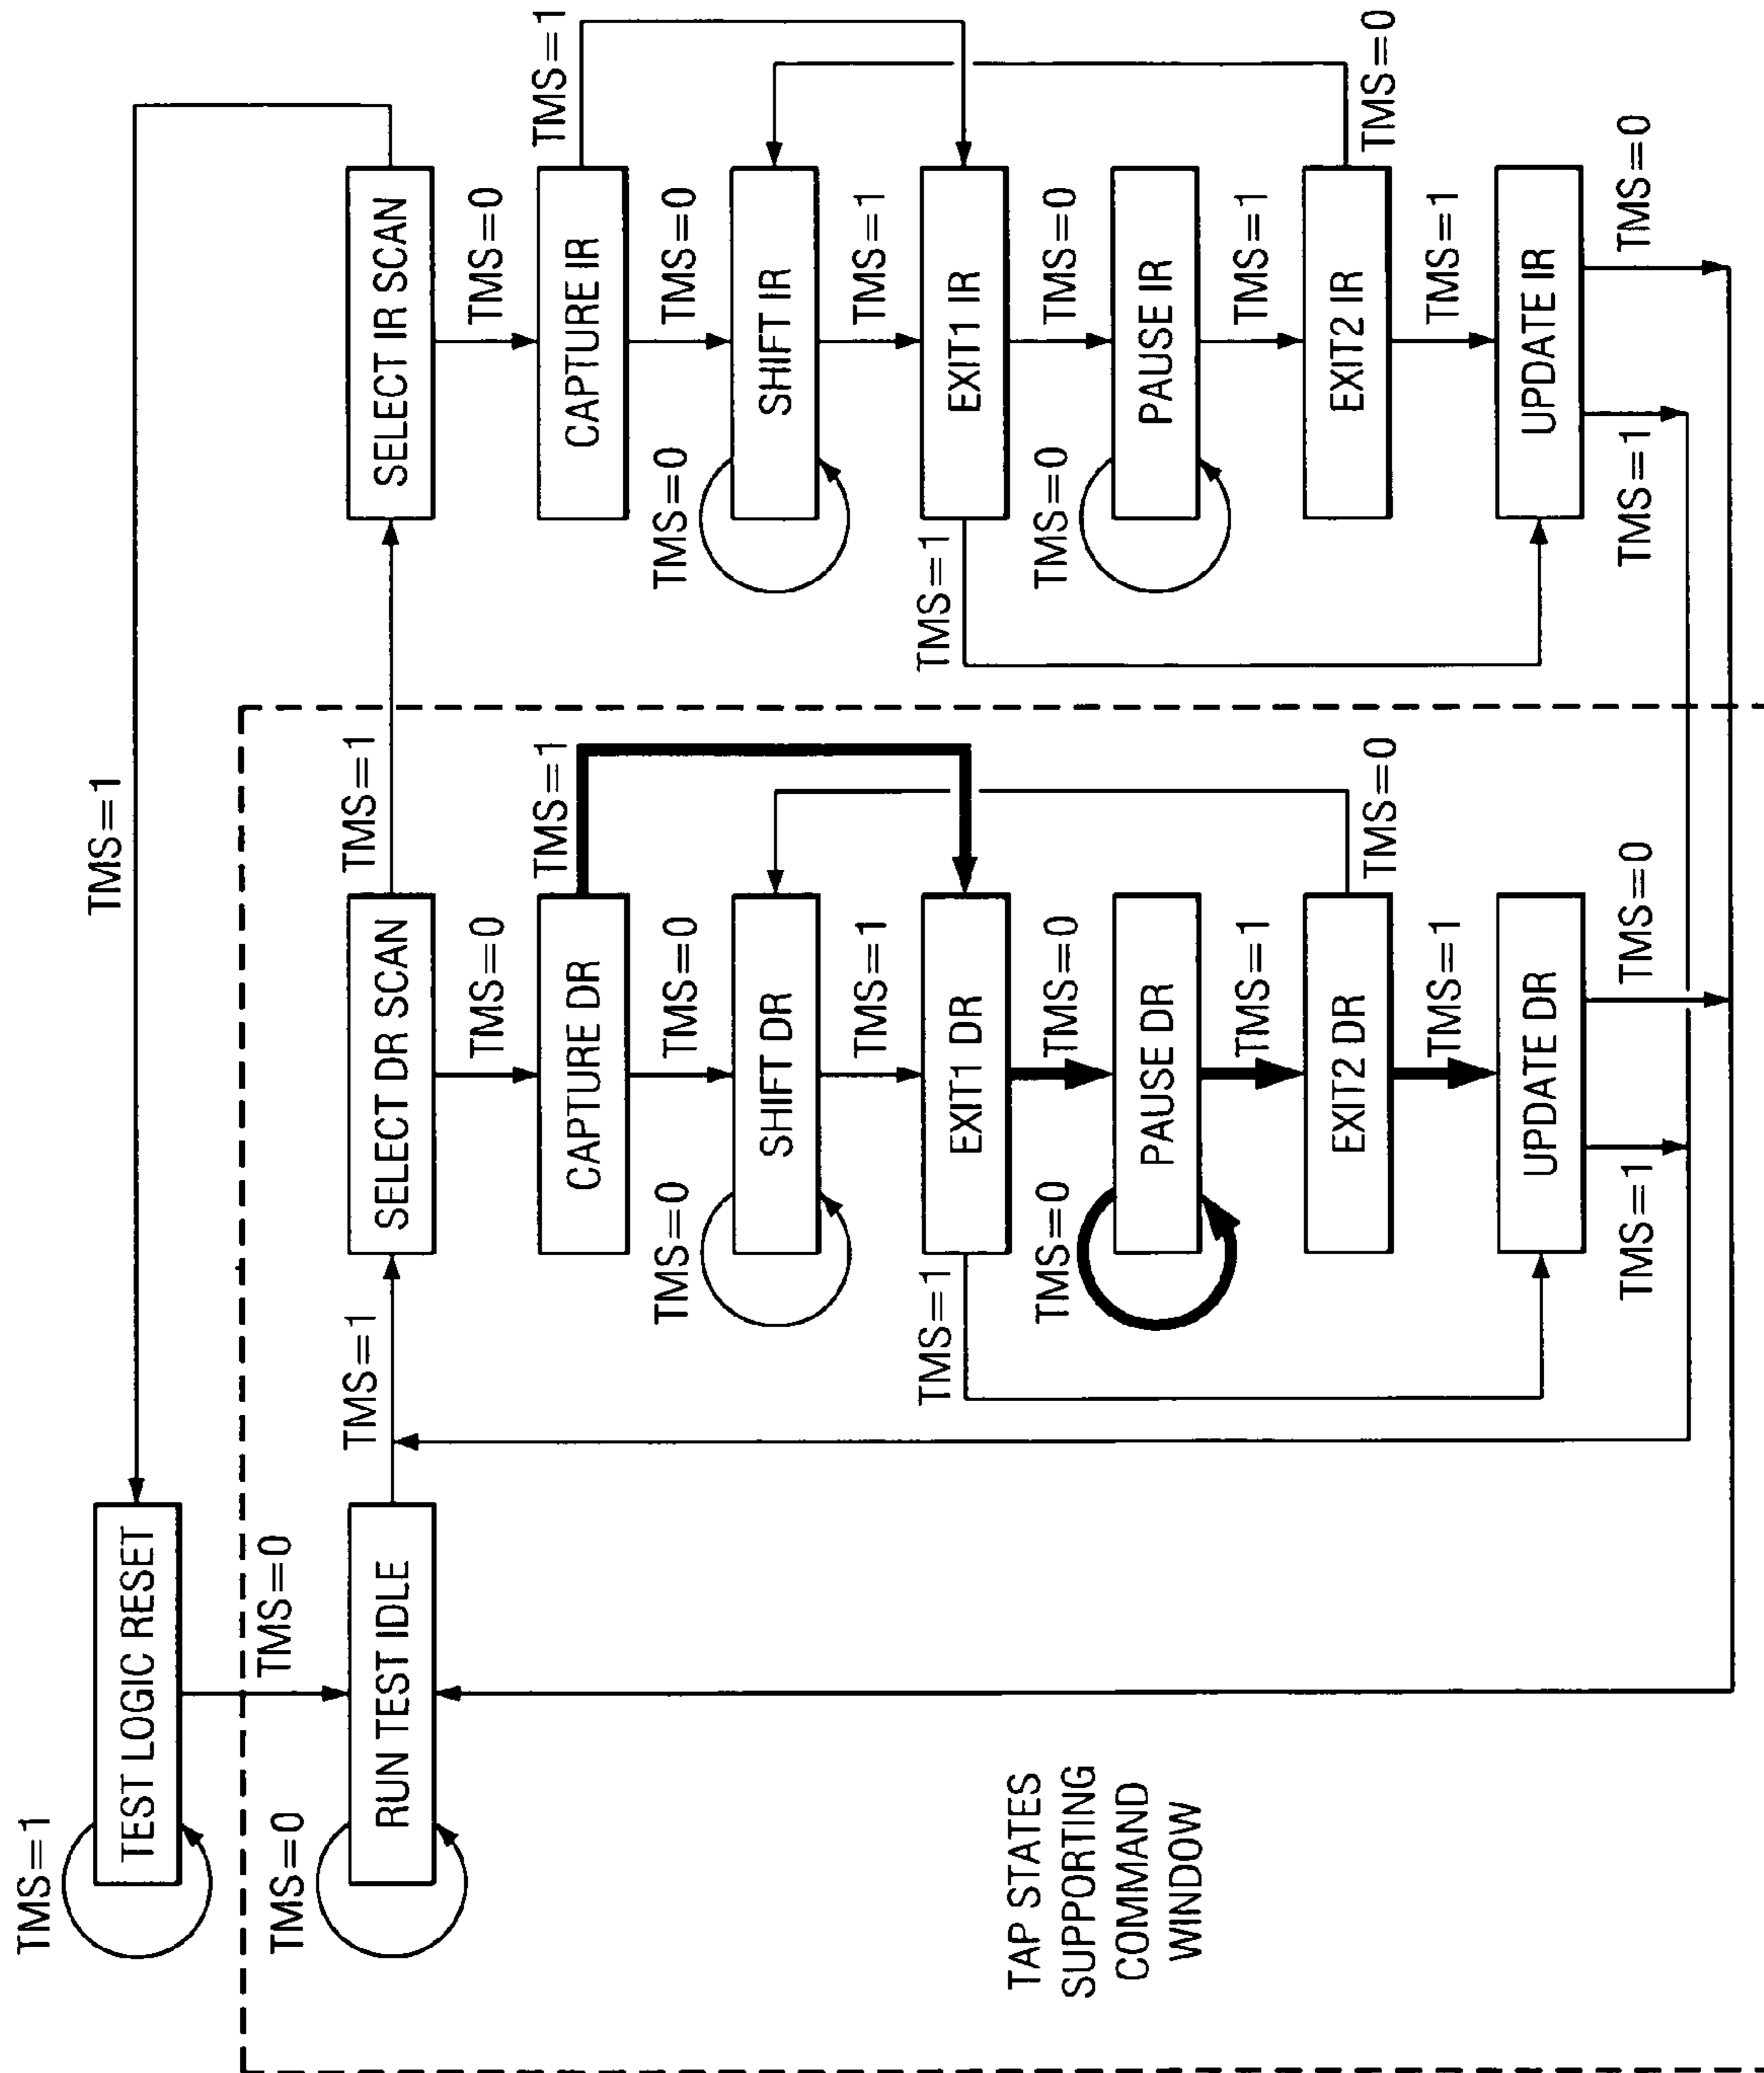 TMS=1
TMS=1
TEST LOGIC RESET
TMS=0
TMS=0
TMS=1
TMS=1
RUN TEST IDLE
SELECT DR SCAN
SELECT IR SCAN
TMS=0
TMS=0
TMS=1
TMS=1
CAPTURE DR
CAPTURE IR
TMS=0
TMS=0
TMS=0
TMS=0
SHIFT DR
SHIFT IR
TMS=1
TMS=1
TMS=1
TMS=1
EXIT1 DR
EXIT1 IR
TAP STATES
SUPPORTING
COMMAND
WINDOW
TMS=0
TMS=0
TMS=0
TMS=0
PAUSE DR
PAUSE IR
TMS=1
TMS=1
EXIT2 DR
EXIT2 IR
TMS=0
TMS=0
TMS=1
TMS=1
UPDATE DR
UPDATE IR
TMS=1
TMS=0
TMS=1
TMS=0